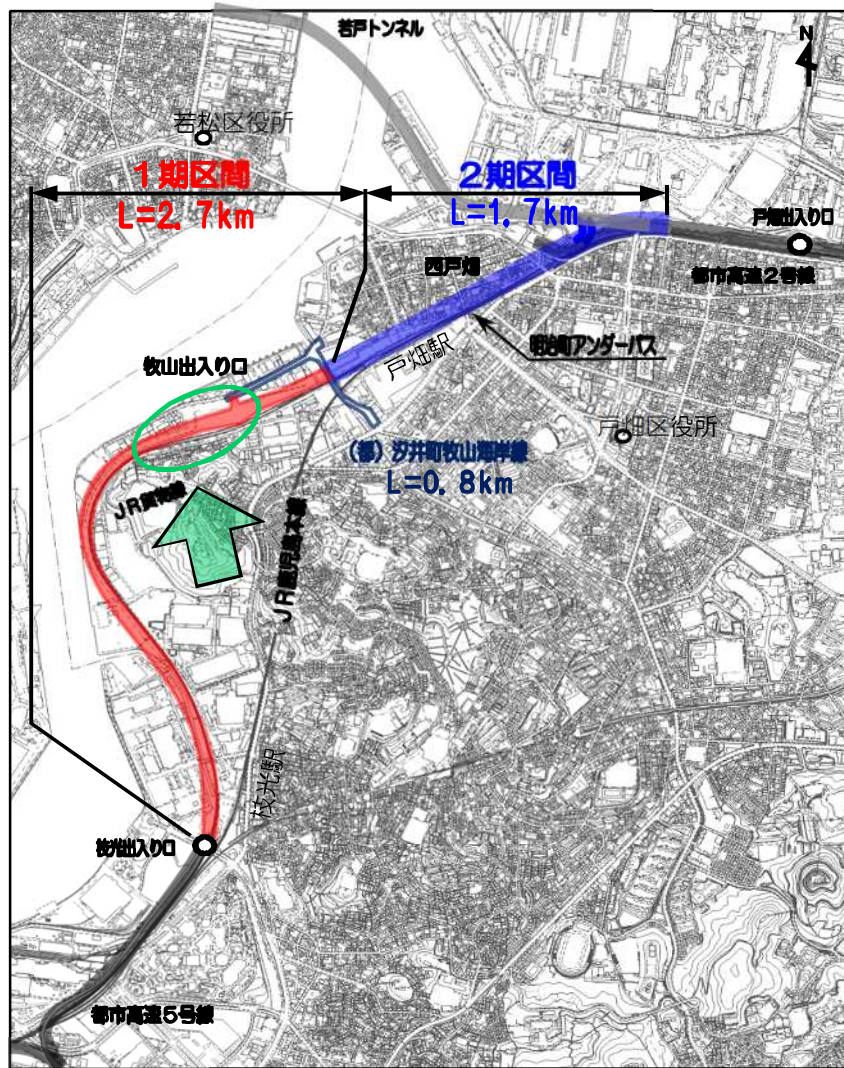 若戸トンネル
N
若松区役所
1期区間
L=2.7km
2期区間
L=1.7km
戸畑出入り口
西戸畑
都市高速2号線
戸畑駅
明治町アンダーパス
牧山出入り口
戸畑区役所
(都)汐井町牧山海岸線
L=0.8km
JR貨物線
JR鹿児島本線
枝光駅
枝光出入り口
都市高速5号線